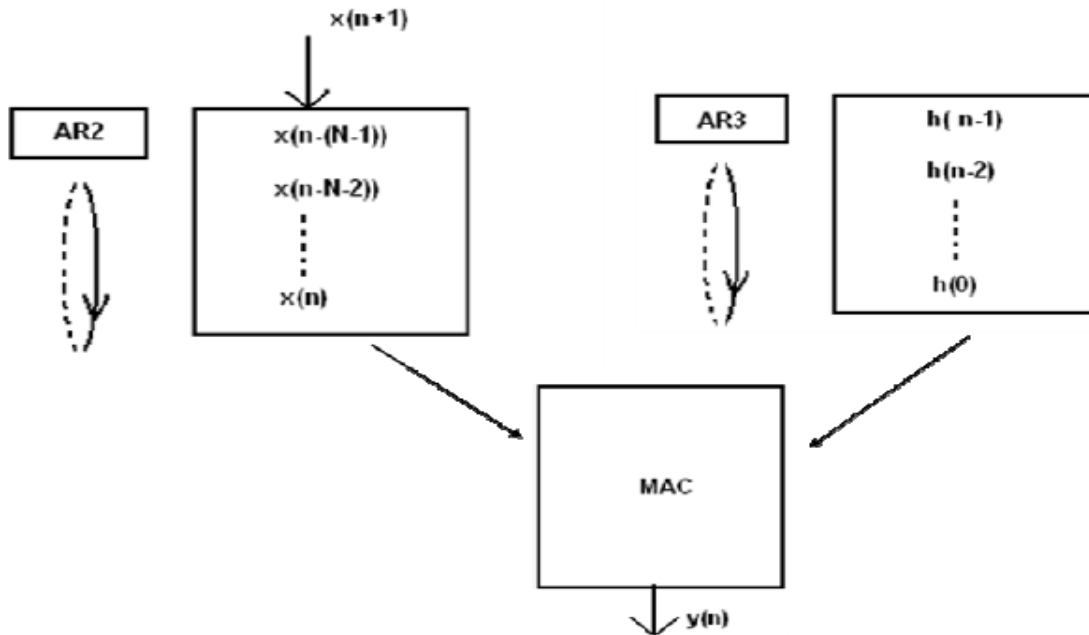 x(n+1)
AR2
x(n-(N-1))
x(n-N-2))
x(n)
AR3
h( n-1)
h(n-2)
h(0)
MAC
y(n)